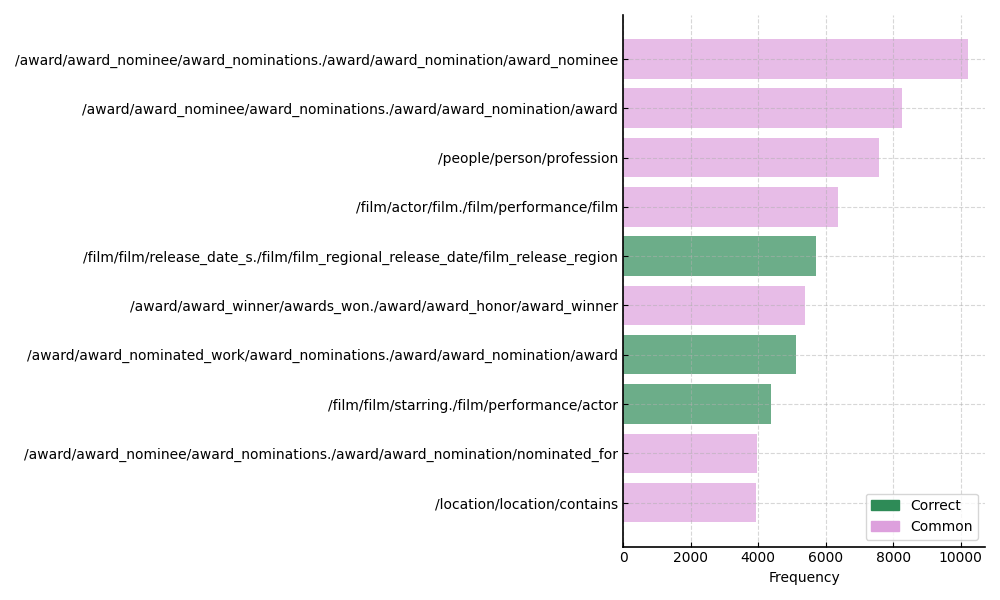 /award/award_nominee/award_nominations./award/award_nomination/award_nominee
/award/award_nominee/award_nominations./award/award_nomination/award
/people/person/profession
/film/actor/film./film/performance/film
/film/film/release_date_s./film/film_regional_release_date/film_release_region
/award/award_winner/awards_won./award/award_honor/award_winner
/award/award_nominated_work/award_nominations./award/award_nomination/award
/film/film/starring./film/performance/actor
/award/award_nominee/award_nominations./award/award_nomination/nominated_for
/location/location/contains
Correct
Common
0 2000 4000 6000 8000 10000
Frequency